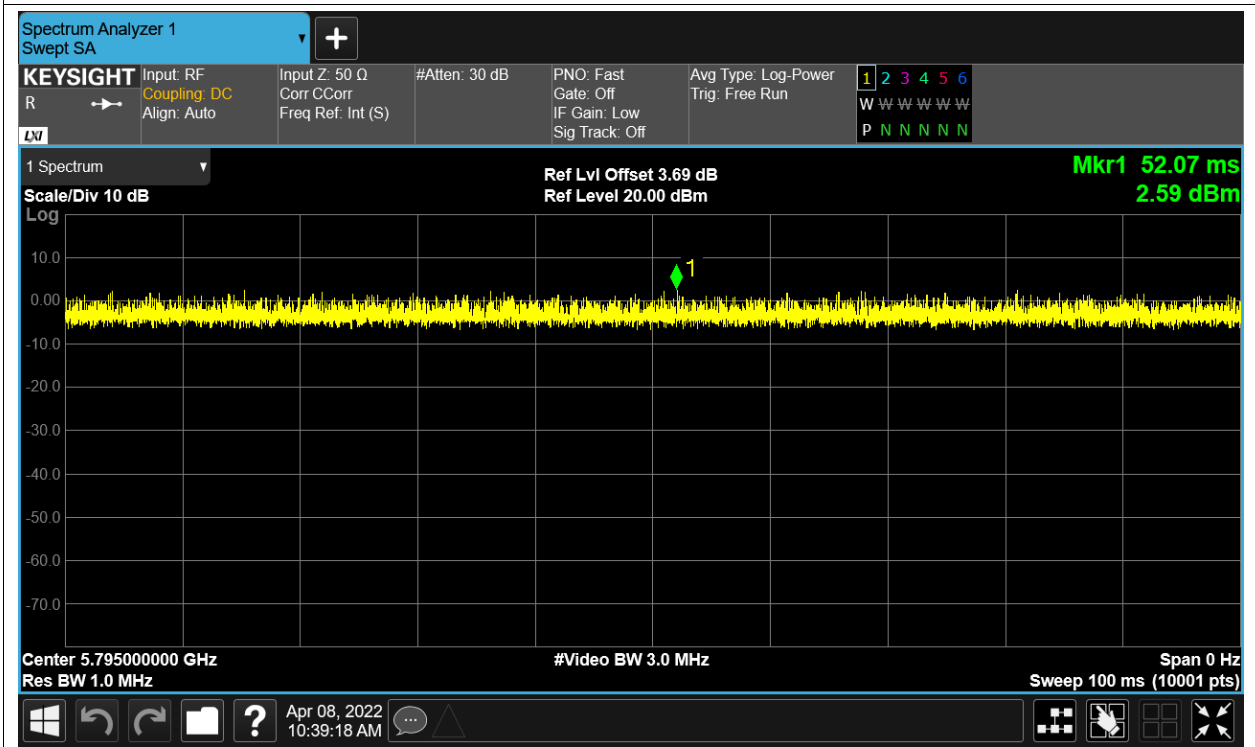 Spectrum Analyzer 1
Swept SA
KEYSIGHT
R
LXI
Input: RF
Coupling: DC
Align: Auto
Input Z: 50 Ω
Corr CCorr
Freq Ref: Int (S)
#Atten: 30 dB
PNO: Fast
Gate: Off
IF Gain: Low
Sig Track: Off
Avg Type: Log-Power
Trig: Free Run
1 2 3 4 5 6
W W W W W W
P N N N N N
1 Spectrum
Scale/Div 10 dB
Ref Lvl Offset 3.69 dB
Ref Level 20.00 dBm
Mkr1 52.07 ms
2.59 dBm
Log
10.0
0.00
-10.0
-20.0
-30.0
-40.0
-50.0
-60.0
-70.0
1
Center 5.795000000 GHz
Res BW 1.0 MHz
#Video BW 3.0 MHz
Span 0 Hz
Sweep 100 ms (10001 pts)
?
Apr 08, 2022
10:39:18 AM